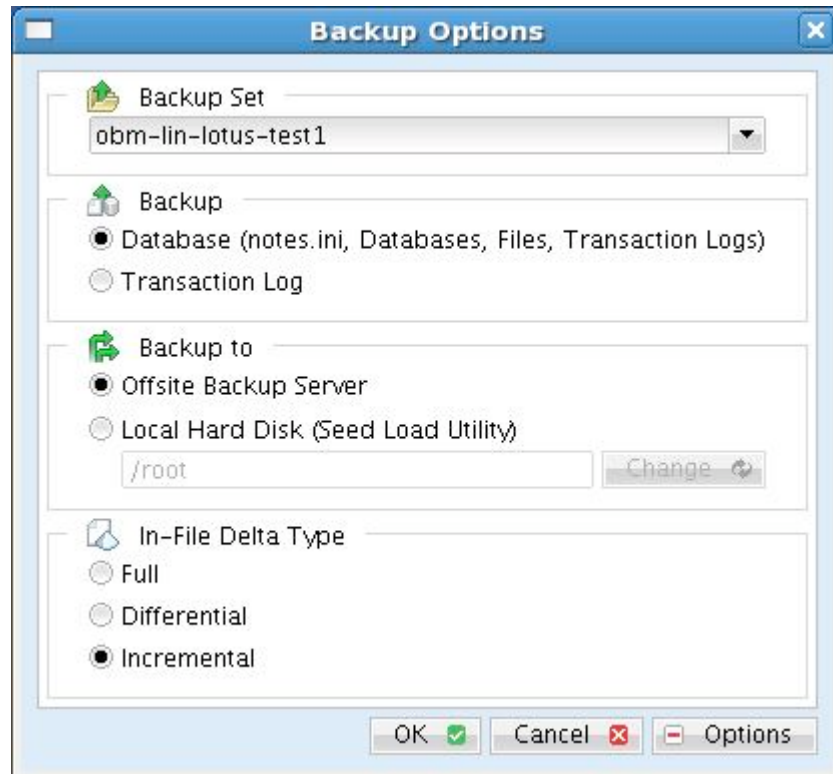 Backup Options
Backup Set
obm-lin-lotus-test1
Backup
Database (notes.ini, Databases, Files, Transaction Logs)
Transaction Log
Backup to
Offsite Backup Server
Local Hard Disk (Seed Load Utility)
/root Change
In-File Delta Type
Full
Differential
Incremental
OK Cancel Options